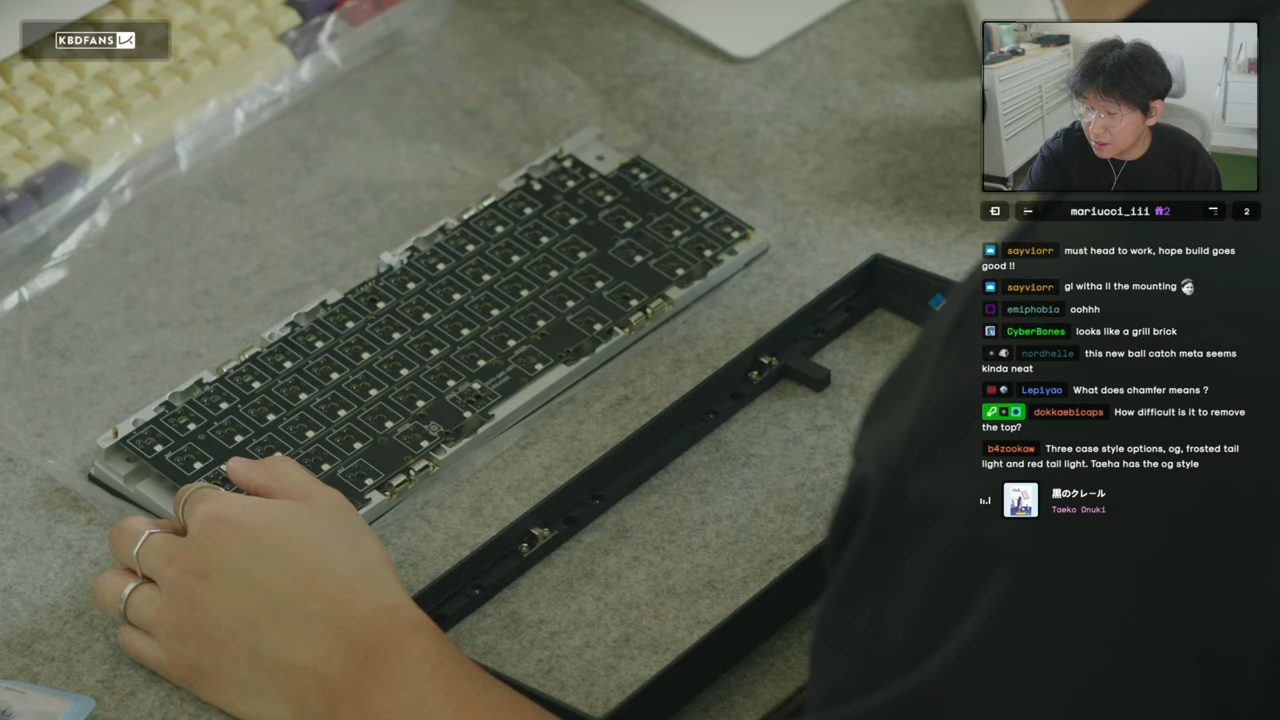 KBDFANS
mariucci_iii 2
2
sayviorr must head to work, hope build goes
good !!
sayviorr gl witha ll the mounting
emiphobia oohhh
CyberBones looks like a grill brick
nordhelle this new ball catch meta seems
kinda neat
Lepiyao What does chamfer means ?
dokkaebicaps How difficult is it to remove
the top?
b4zookaw Three case style options, og, frosted tail
light and red tail light. Taeha has the og style
黒のクレール
Taeko Onuki